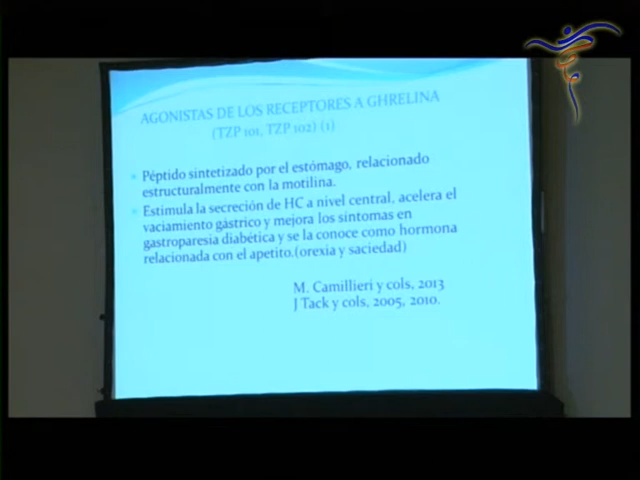 AGONISTAS DE LOS RECEPTORES A GHRELINA
(TZP 101, TZP 102) (1)
Péptido sintetizado por el estómago, relacionado
estructuralmente con la motilina.
Estimula la secreción de HC a nivel central, acelera el
vaciamiento gástrico y mejora los síntomas en
gastroparesia diabética y se la conoce como hormona
relacionada con el apetito.(orexia y saciedad)
M. Camillieri y cols, 2013
J Tack y cols, 2005, 2010.